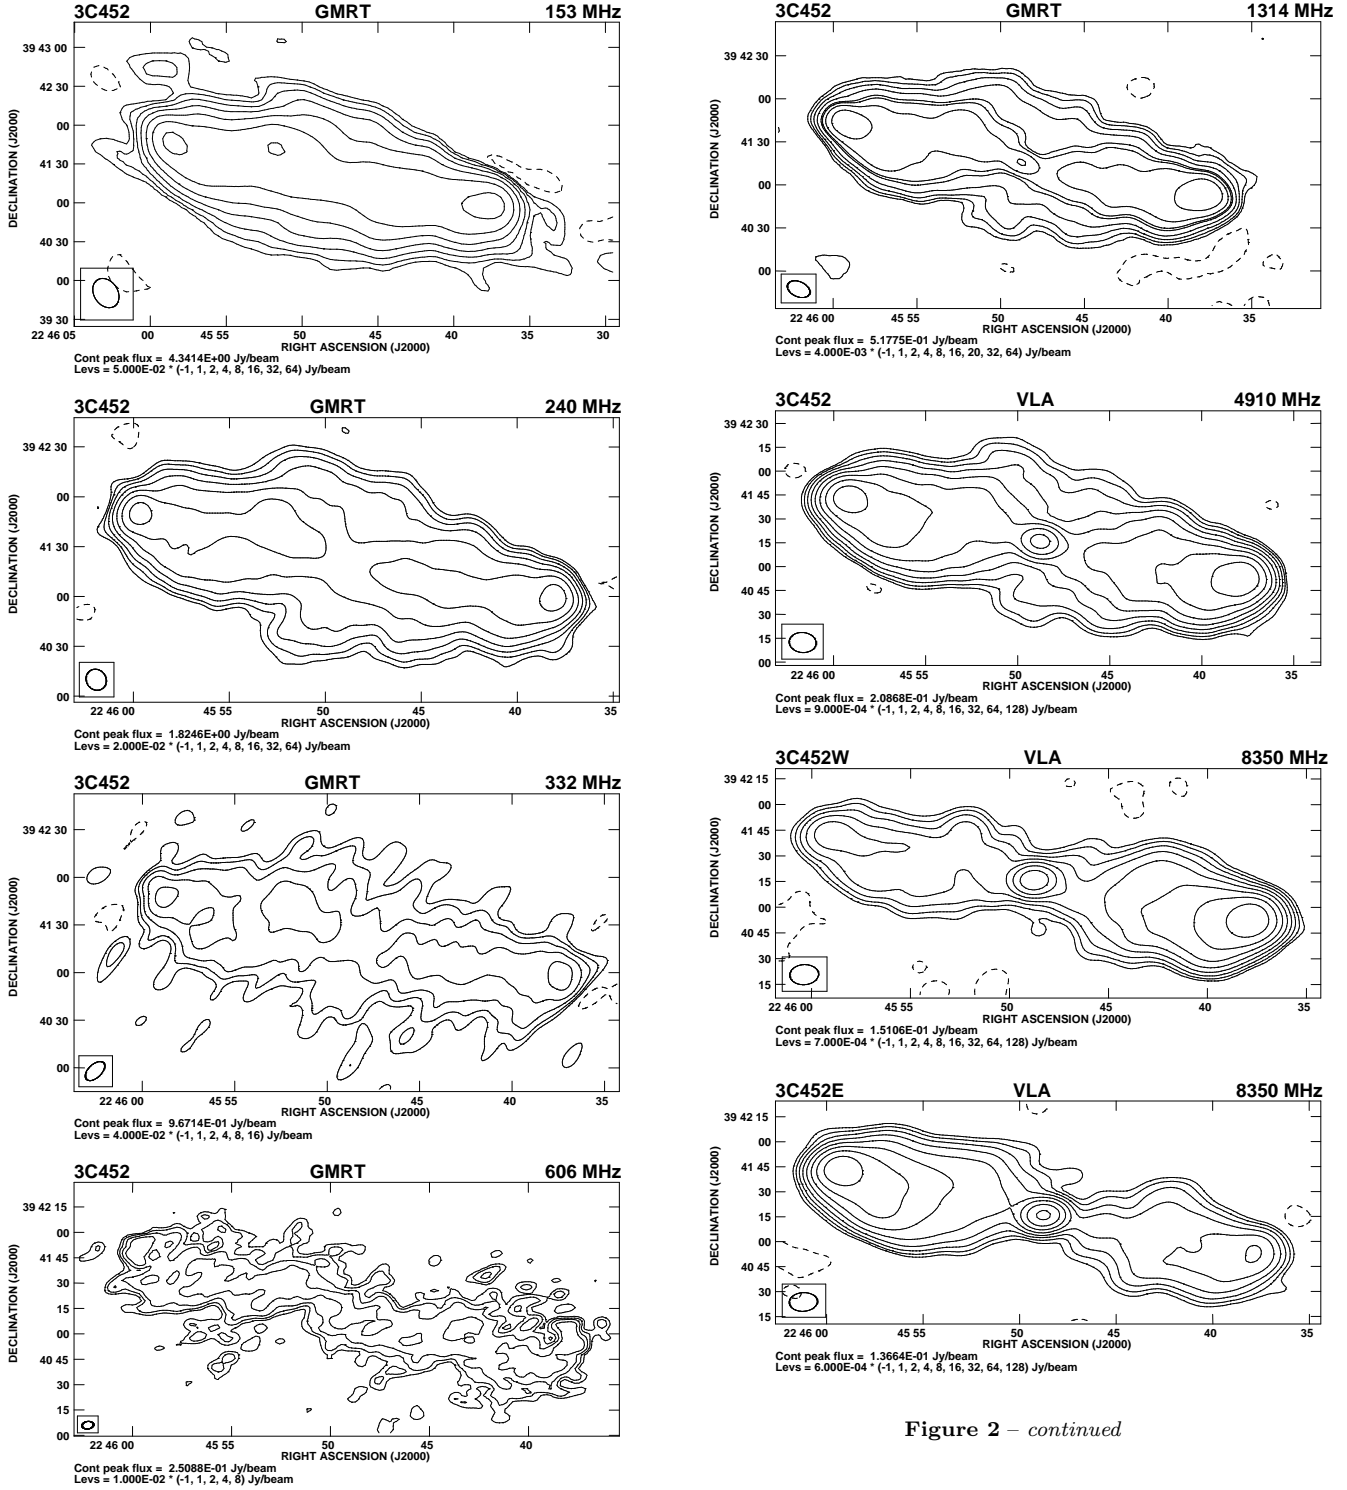 3C452 GMRT 153 MHz
39 43 00
42 30
00
41 30
00
40 30
00
39 30
DECLINATION (J2000)
22 46 05 00 45 55 50 45 40 35 30
RIGHT ASCENSION (J2000)
Cont peak flux = 4.3414E+00 Jy/beam
Levs = 5.000E-02 * (-1, 1, 2, 4, 8, 16, 32, 64) Jy/beam
3C452 GMRT 240 MHz
39 42 30
00
41 30
00
40 30
00
DECLINATION (J2000)
22 46 00 45 55 50 45 40 35
RIGHT ASCENSION (J2000)
Cont peak flux = 1.8246E+00 Jy/beam
Levs = 2.000E-02 * (-1, 1, 2, 4, 8, 16, 32, 64) Jy/beam
3C452 GMRT 332 MHz
39 42 30
00
41 30
00
40 30
00
DECLINATION (J2000)
22 46 00 45 55 50 45 40 35
RIGHT ASCENSION (J2000)
Cont peak flux = 9.6714E-01 Jy/beam
Levs = 4.000E-02 * (-1, 1, 2, 4, 8, 16) Jy/beam
3C452 GMRT 606 MHz
39 42 15
00
41 45
30
15
00
40 45
30
15
00
DECLINATION (J2000)
22 46 00 45 55 50 45 40
RIGHT ASCENSION (J2000)
Cont peak flux = 2.5088E-01 Jy/beam
Levs = 1.000E-02 * (-1, 1, 2, 4, 8) Jy/beam
3C452 GMRT 1314 MHz
39 42 30
00
41 30
00
40 30
00
DECLINATION (J2000)
22 46 00 45 55 50 45 40 35
RIGHT ASCENSION (J2000)
Cont peak flux = 5.1775E-01 Jy/beam
Levs = 4.000E-03 * (-1, 1, 2, 4, 8, 16, 20, 32, 64) Jy/beam
3C452 VLA 4910 MHz
39 42 30
15
00
41 45
30
15
00
40 45
30
15
00
DECLINATION (J2000)
22 46 00 45 55 50 45 40 35
RIGHT ASCENSION (J2000)
Cont peak flux = 2.0868E-01 Jy/beam
Levs = 9.000E-04 * (-1, 1, 2, 4, 8, 16, 32, 64, 128) Jy/beam
3C452W VLA 8350 MHz
39 42 15
00
41 45
30
15
00
40 45
30
15
DECLINATION (J2000)
22 46 00 45 55 50 45 40 35
RIGHT ASCENSION (J2000)
Cont peak flux = 1.5106E-01 Jy/beam
Levs = 7.000E-04 * (-1, 1, 2, 4, 8, 16, 32, 64, 128) Jy/beam
3C452E VLA 8350 MHz
39 42 15
00
41 45
30
15
00
40 45
30
15
DECLINATION (J2000)
22 46 00 45 55 50 45 40 35
RIGHT ASCENSION (J2000)
Cont peak flux = 1.3664E-01 Jy/beam
Levs = 6.000E-04 * (-1, 1, 2, 4, 8, 16, 32, 64, 128) Jy/beam
Figure 2 – continued